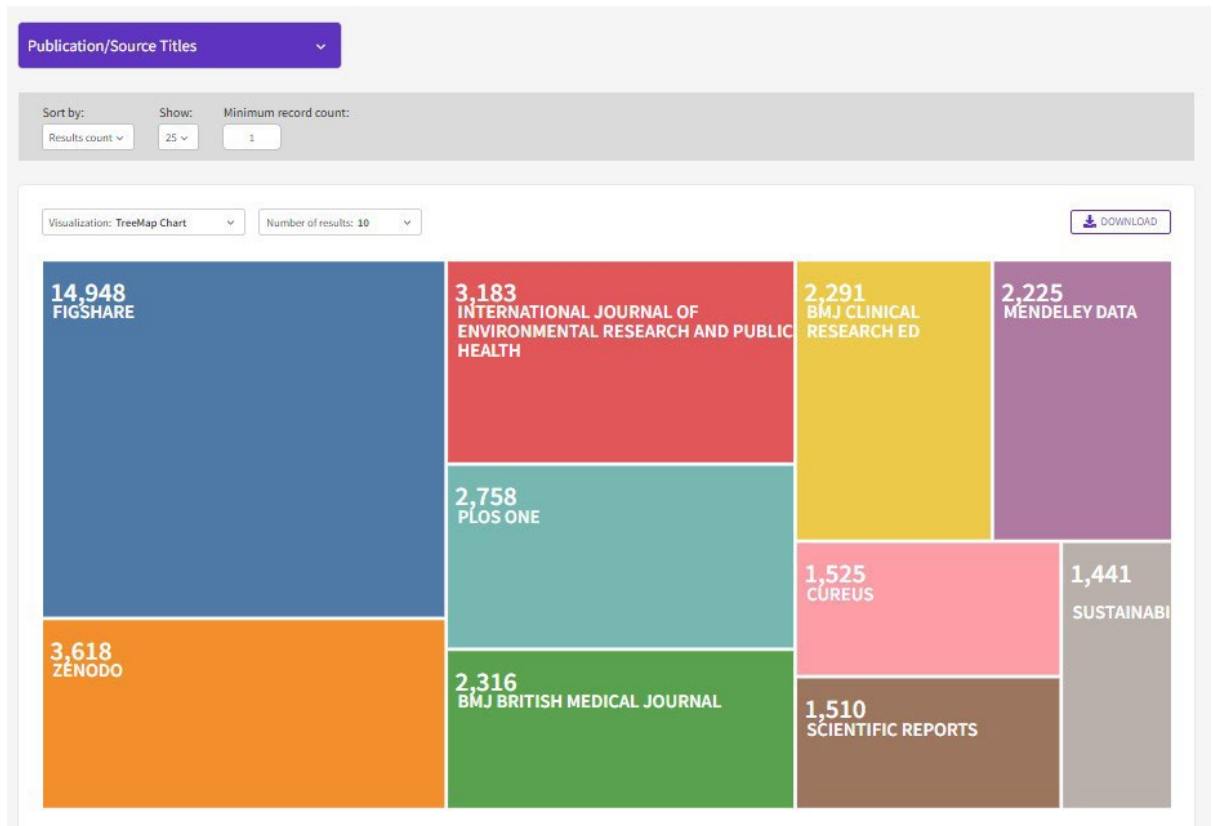 Publication/Source Titles
Sort by: Show: Minimum record count:
Results count 25 1
Visualization: TreeMap Chart Number of results: 10 DOWNLOAD
14,948
FIGSHARE
3,618
ZENODO
3,183
INTERNATIONAL JOURNAL OF
ENVIRONMENTAL RESEARCH AND PUBLIC
HEALTH
2,758
PLOS ONE
2,316
BMJ BRITISH MEDICAL JOURNAL
2,291
BMJ CLINICAL
RESEARCH ED
2,225
MENDELEY DATA
1,525
CUREUS
1,510
SCIENTIFIC REPORTS
1,441
SUSTAINABI